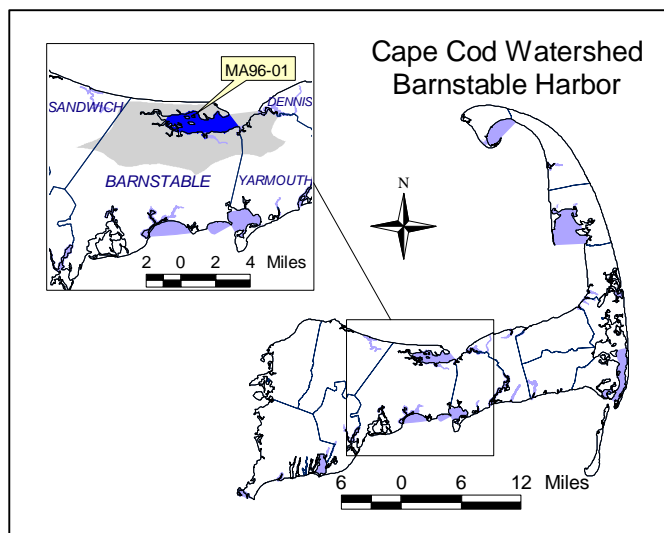 Cape Cod Watershed
Barnstable Harbor
MA96-01
SANDWICH
DENNIS
BARNSTABLE
YARMOUTH
2 0 2 4 Miles
N
6 0 6 12 Miles